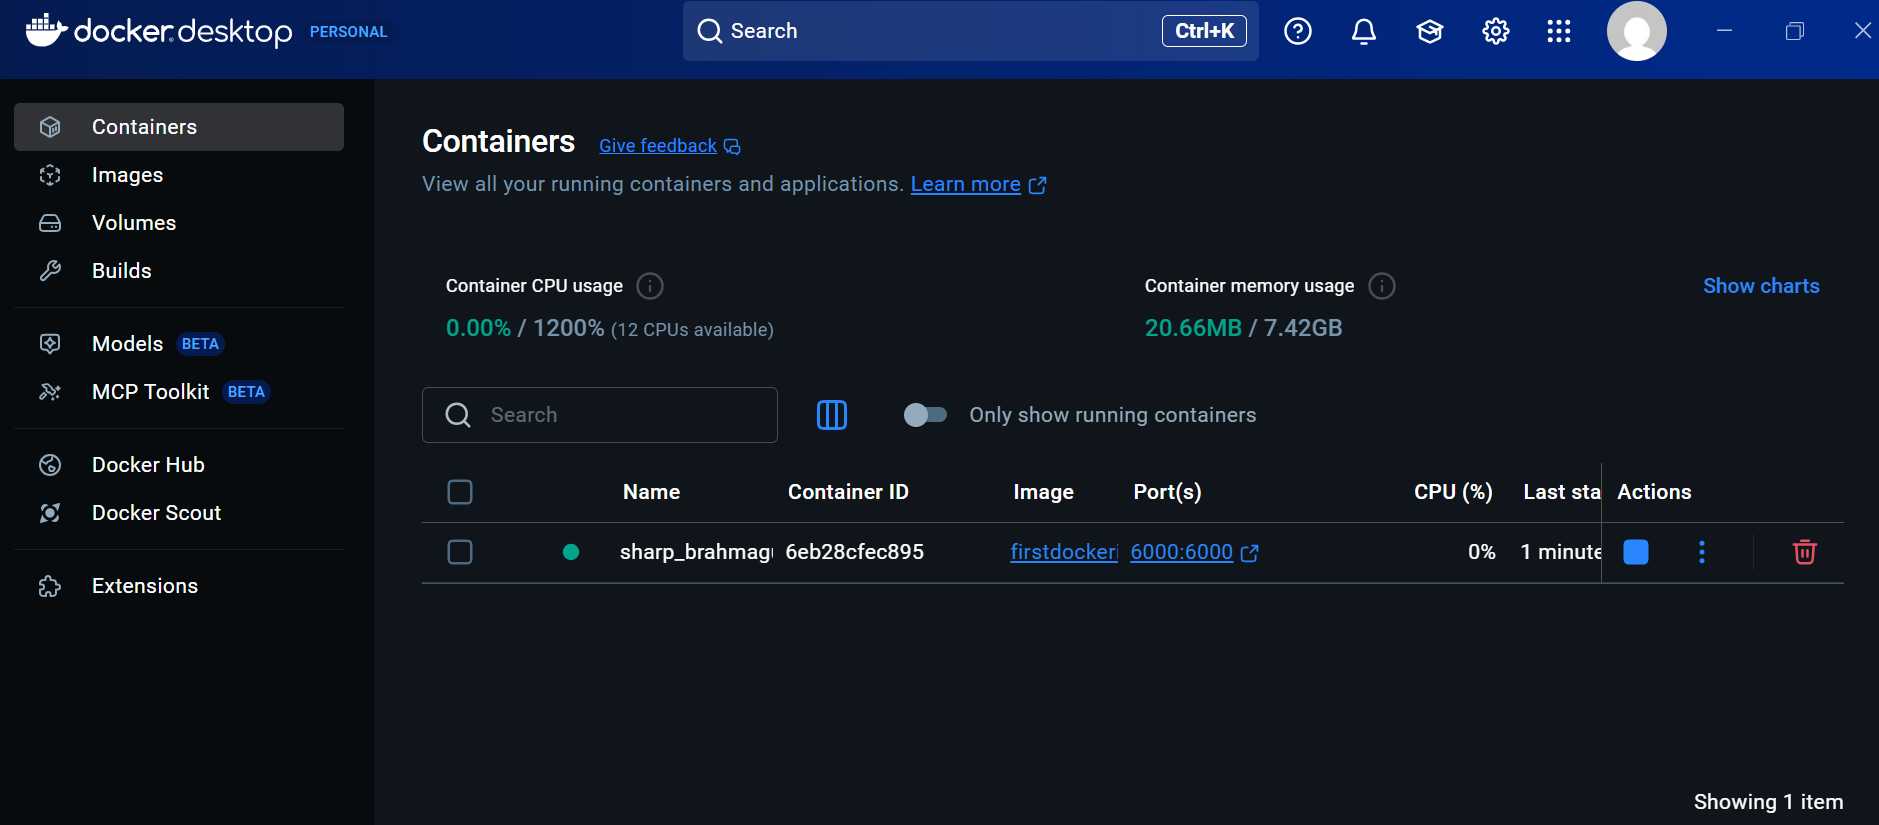 docker.desktop PERSONAL
Search Ctrl+K
Containers
Images
Volumes
Builds
Models BETA
MCP Toolkit BETA
Docker Hub
Docker Scout
Extensions
Containers Give feedback
View all your running containers and applications. Learn more
Container CPU usage
0.00% / 1200% (12 CPUs available)
Container memory usage
20.66MB / 7.42GB
Show charts
Search
Only show running containers
Name Container ID Image Port(s) CPU (%) Last sta Actions
sharp_brahmagu 6eb28cfec895 firstdockeri 6000:6000 0% 1 minute
Showing 1 item